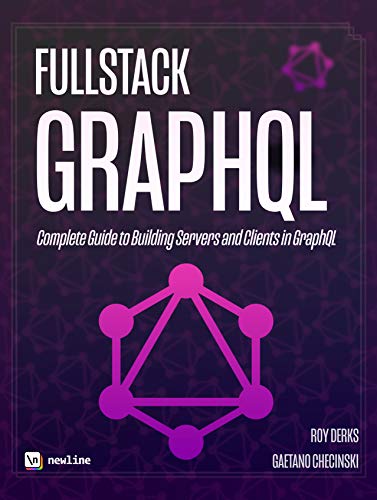 FULLSTACK
GRAPHQL
Complete Guide to Building Servers and Clients in GraphQL
ROY DERKS
GAETANO CHECINSKI
\n newline